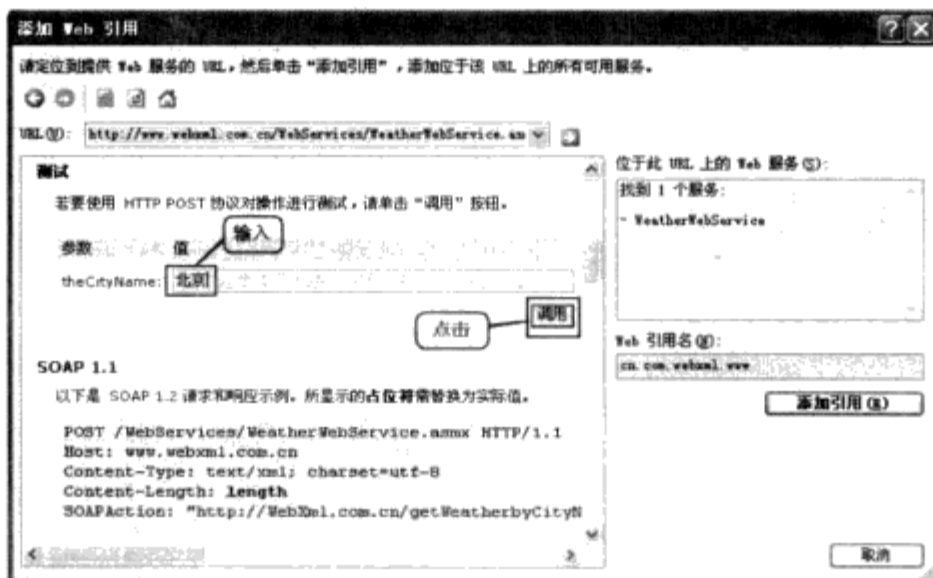 添加 Web 引用
请定位到提供 Web 服务的 URL，然后单击“添加引用”，添加位于该 URL 上的所有可用服务。
URL(Y): http://www.webxml.com.cn/WebServices/WeatherWebService.as
测试
若要使用 HTTP POST 协议对操作进行测试，请单击“调用”按钮。
参数 值
输入
theCityName: 北京
调用
点击
SOAP 1.1
以下是 SOAP 1.2 请求和响应示例。所显示的占位符需替换为实际值。
POST /WebServices/WeatherWebService.asmx HTTP/1.1
Host: www.webxml.com.cn
Content-Type: text/xml; charset=utf-8
Content-Length: length
SOAPAction: "http://WebXml.com.cn/getWeatherbyCityN
位于此 URL 上的 Web 服务(S):
找到 1 个服务:
- WeatherWebService
Web 引用名(N):
cn.com.webxml.www
添加引用(R)
取消